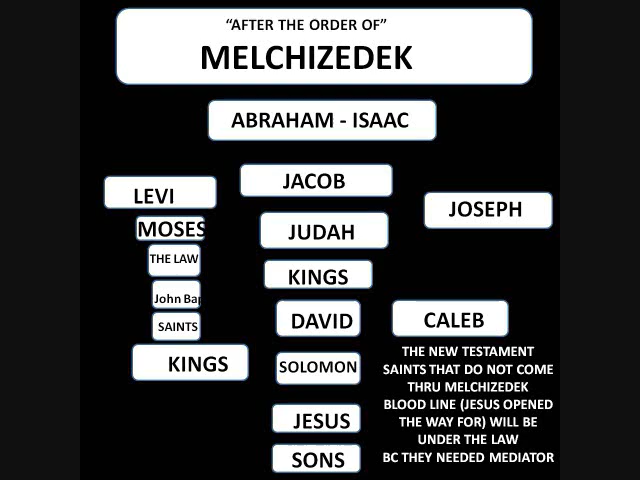 “AFTER THE ORDER OF”
MELCHIZEDEK
ABRAHAM - ISAAC
JACOB
LEVI
JOSEPH
MOSES
JUDAH
THE LAW
KINGS
John Bap
DAVID
CALEB
SAINTS
KINGS
SOLOMON
JESUS
SONS
THE NEW TESTAMENT
SAINTS THAT DO NOT COME
THRU MELCHIZEDEK
BLOOD LINE (JESUS OPENED
THE WAY FOR) WILL BE
UNDER THE LAW
BC THEY NEEDED MEDIATOR